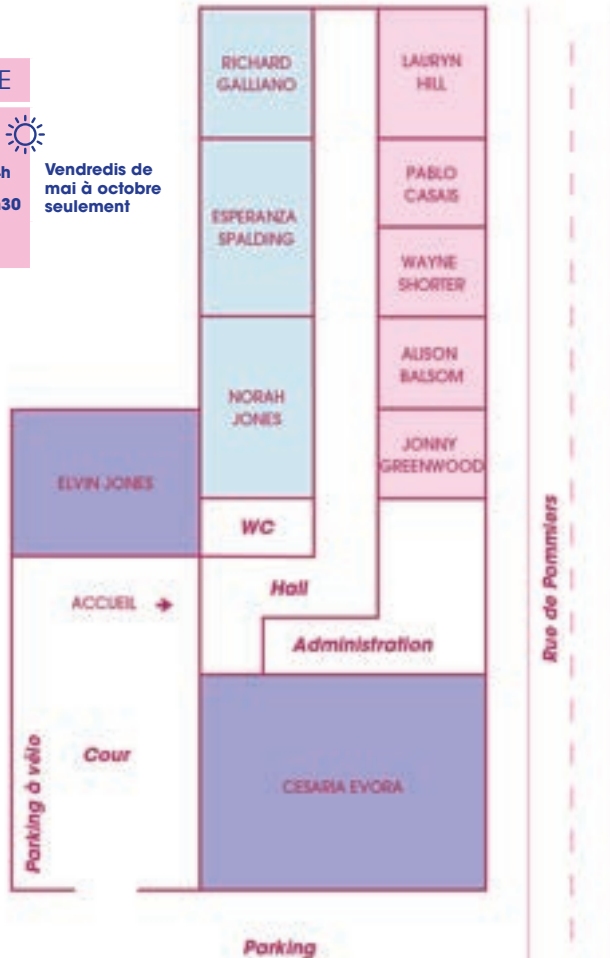 E
h
30
Vendredis de
mai à octobre
seulement
RICHARD
GALLIANO
LAURYN
HILL
PABLO
CASAIS
ESPERANZA
SPALDING
WAYNE
SHORTER
ALISON
BALSOM
NORAH
JONES
JONNY
GREENWOOD
ELVIN JONES
WC
Hall
ACCUEIL
Administration
Rue de Pommiers
Cour
Parking à vélo
CESARIA EVORA
Parking